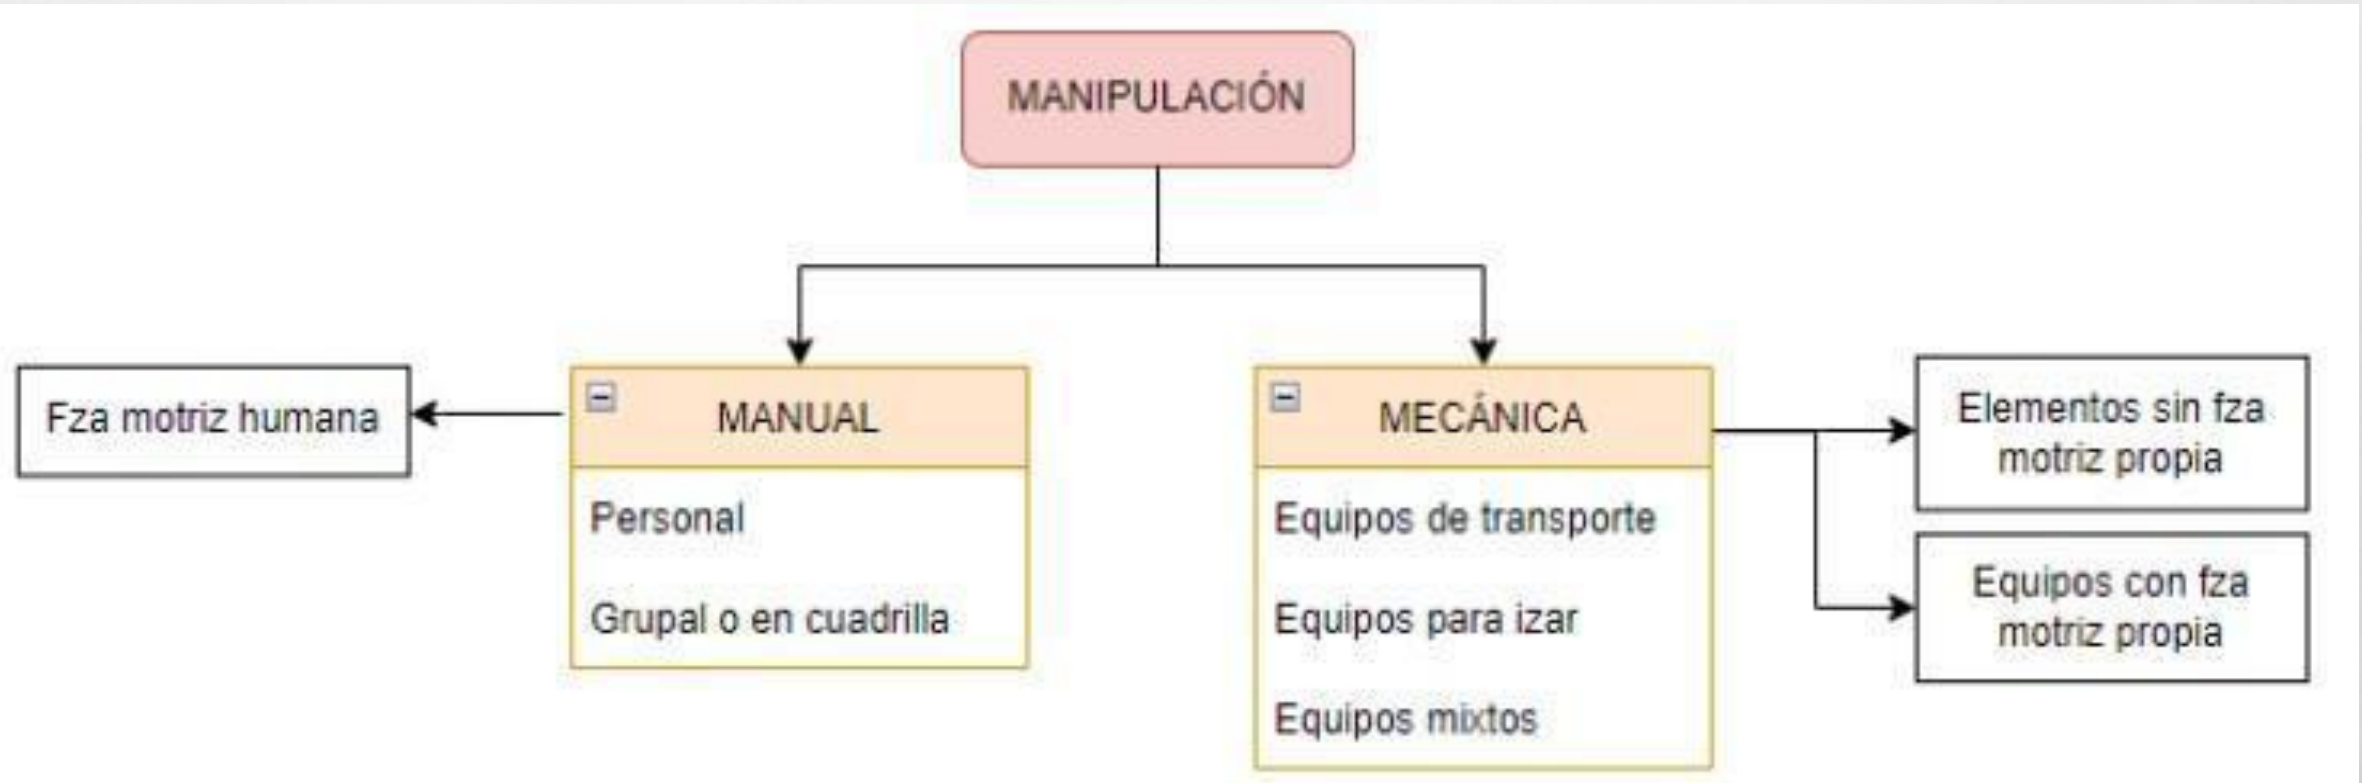 MANIPULACIÓN
Fza motriz humana
MANUAL
Personal
Grupal o en cuadrilla
MECÁNICA
Equipos de transporte
Equipos para izar
Equipos mixtos
Elementos sin fza
motriz propia
Equipos con fza
motriz propia